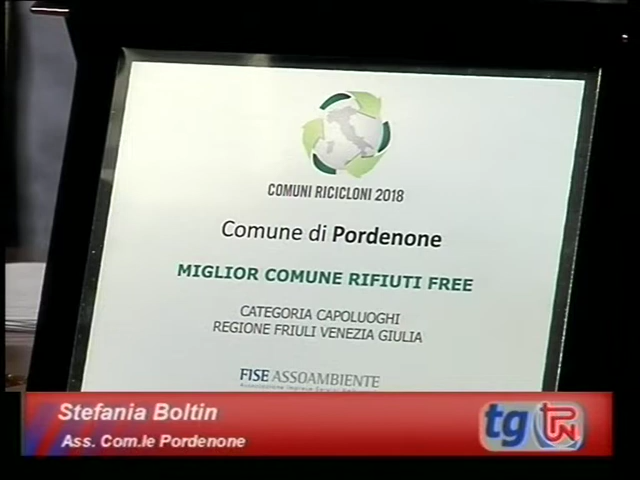 COMUNI RICICLONI 2018
Comune di Pordenone
MIGLIOR COMUNE RIFIUTI FREE
CATEGORIA CAPOLUOGHI
REGIONE FRIULI VENEZIA GIULIA
FISE ASSOAMBIENTE
Stefania Boltin
Ass. Com.le Pordenone
tg TPN